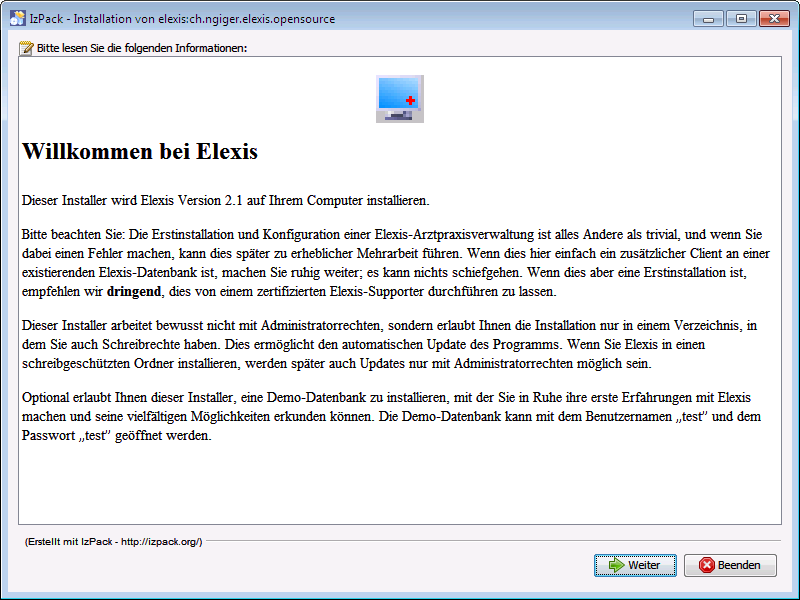 IzPack - Installation von elexis:ch.ngiger.elexis.opensource
Bitte lesen Sie die folgenden Informationen:
Willkommen bei Elexis
Dieser Installer wird Elexis Version 2.1 auf Ihrem Computer installieren.
Bitte beachten Sie: Die Erstinstallation und Konfiguration einer Elexis-Arztpraxisverwaltung ist alles Andere als trivial, und wenn Sie
dabei einen Fehler machen, kann dies später zu erheblicher Mehrarbeit führen. Wenn dies hier einfach ein zusätzlicher Client an einer
existierenden Elexis-Datenbank ist, machen Sie ruhig weiter; es kann nichts schiefgehen. Wenn dies aber eine Erstinstallation ist,
empfehlen wir dringend, dies von einem zertifizierten Elexis-Supporter durchführen zu lassen.
Dieser Installer arbeitet bewusst nicht mit Administratorrechten, sondern erlaubt Ihnen die Installation nur in einem Verzeichnis, in
dem Sie auch Schreibrechte haben. Dies ermöglicht den automatischen Update des Programms. Wenn Sie Elexis in einen
schreibgeschützten Ordner installieren, werden später auch Updates nur mit Administratorrechten möglich sein.
Optional erlaubt Ihnen dieser Installer, eine Demo-Datenbank zu installieren, mit der Sie in Ruhe ihre erste Erfahrungen mit Elexis
machen und seine vielfältigen Möglichkeiten erkunden können. Die Demo-Datenbank kann mit dem Benutzernamen „test” und dem
Passwort „test” geöffnet werden.
(Erstellt mit IzPack - http://izpack.org/)
Weiter
Beenden